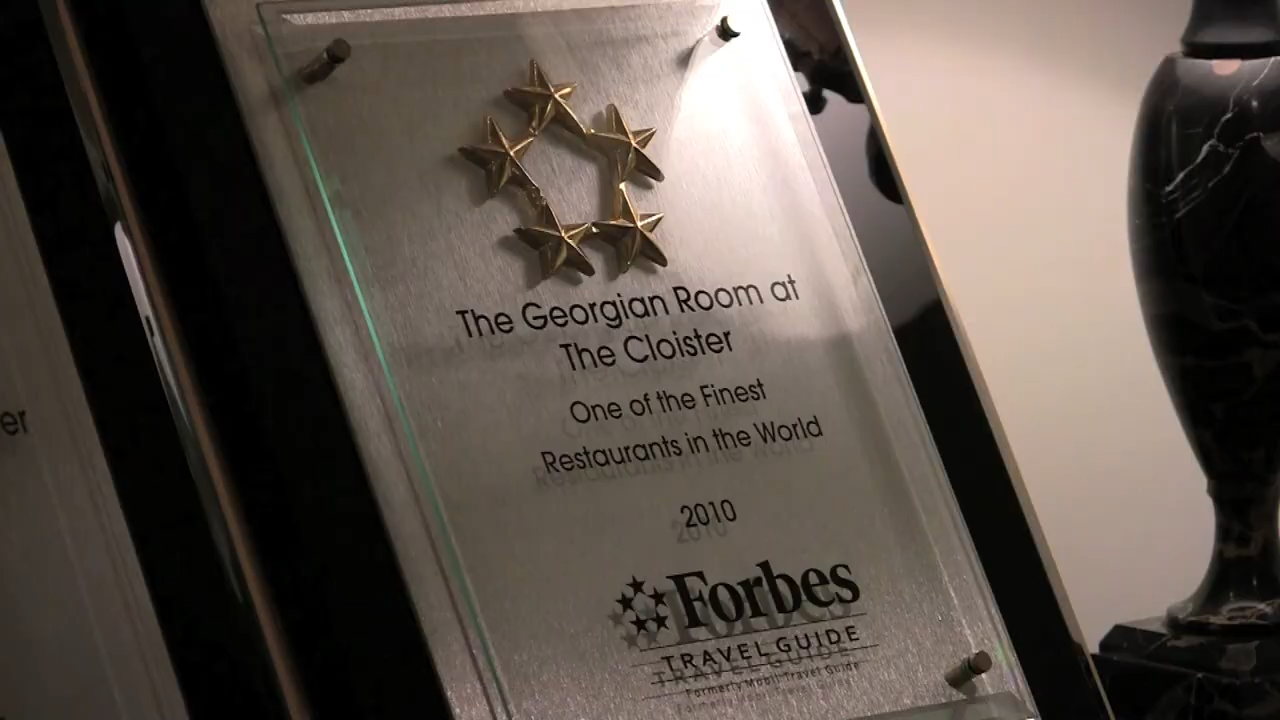 er
The Georgian Room at
The Cloister
One of the Finest
Restaurants in the World
2010
Forbes
TRAVEL GUIDE
Formerly Mobil Travel Guide